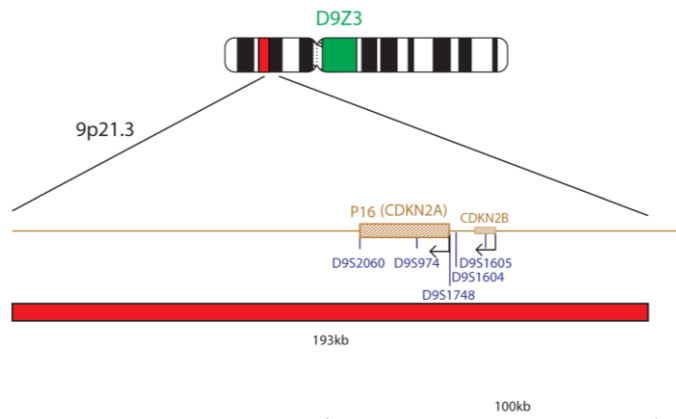 D9Z3
9p21.3
P16 (CDKN2A)
CDKN2B
D9S2060
D9S974
D9S1605
D9S1604
D9S1748
193kb
100kb